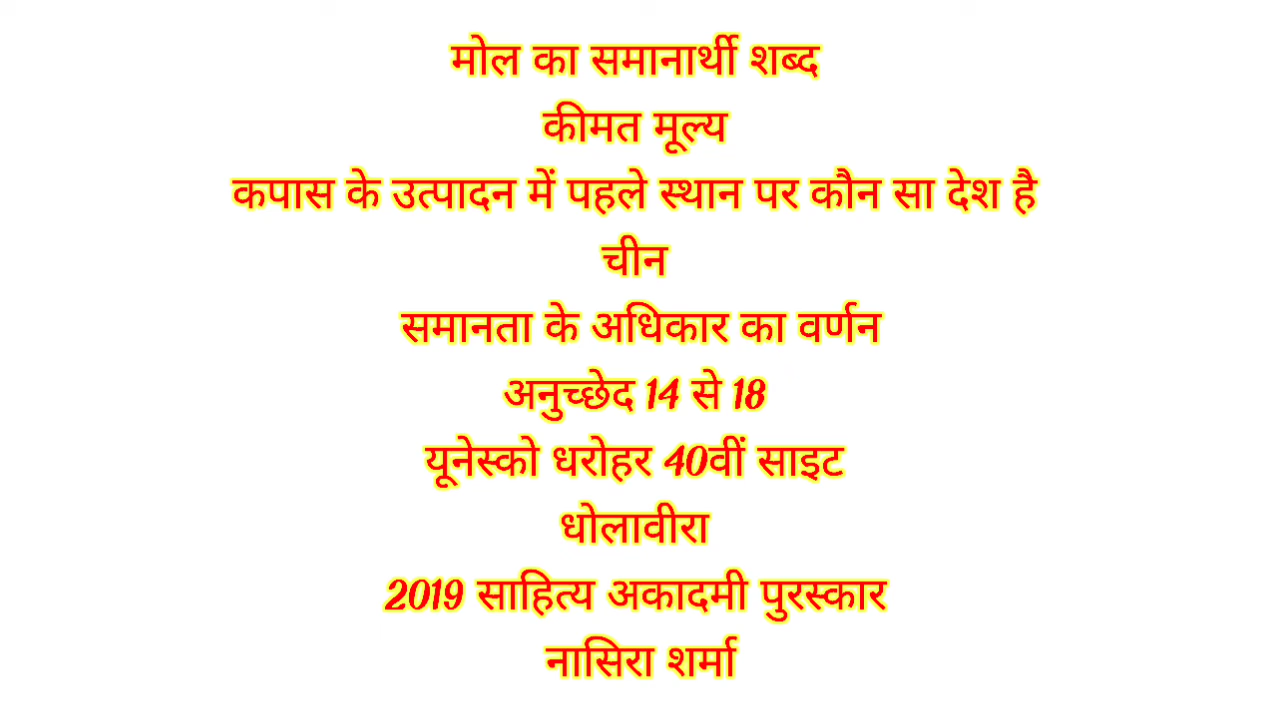 मोल का समानार्थी शब्द
कीमत मूल्य
कपास के उत्पादन में पहले स्थान पर कौन सा देश है
चीन
समानता के अधिकार का वर्णन
अनुच्छेद 14 से 18
यूनेस्को धरोहर 40वीं साइट
धोलावीरा
2019 साहित्य अकादमी पुरस्कार
नासिरा शर्मा